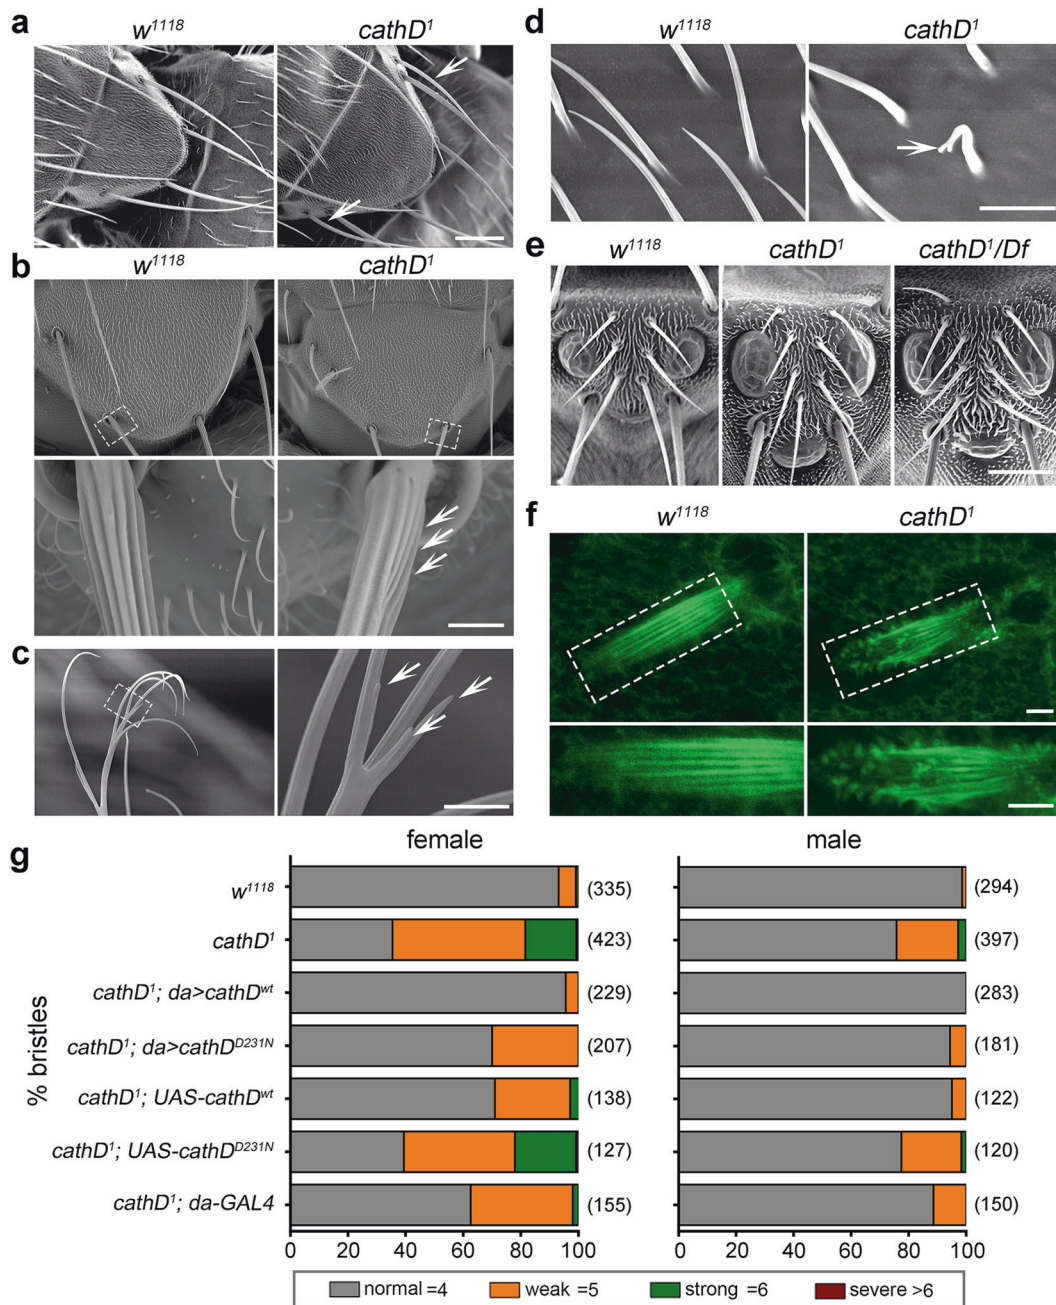 a
w1118
cathD1
b
w1118
cathD1
c
d
w1118
cathD1
e
w1118
cathD1
cathD1/Df
f
w1118
cathD1
g
female
male
% bristles
w1118
(335)
(294)
cathD1
(423)
(397)
cathD1; da>cathDwt
(229)
(283)
cathD1; da>cathDD231N
(207)
(181)
cathD1; UAS-cathDwt
(138)
(122)
cathD1; UAS-cathDD231N
(127)
(120)
cathD1; da-GAL4
(155)
(150)
0 20 40 60 80 100
0 20 40 60 80 100
normal =4 weak =5 strong =6 severe >6